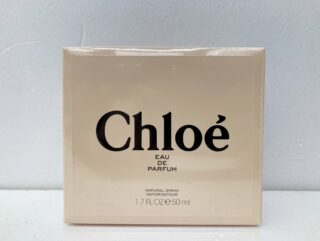 Chloé
EAU
DE
PARFUM
NATURAL SPRAY
VAPORISATEUR
1.7 FL OZ ℮ 50 ml